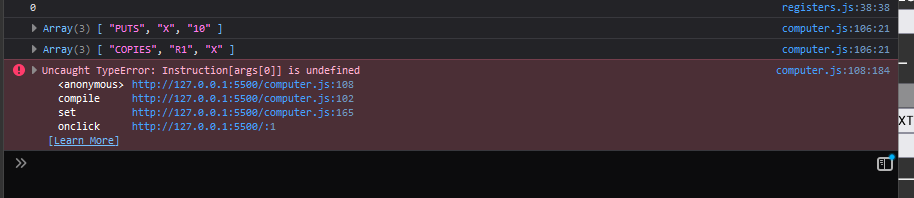 0 registers.js:38:38
Array(3) [ "PUTS", "X", "10" ] computer.js:106:21
Array(3) [ "COPIES", "R1", "X" ] computer.js:106:21
Uncaught TypeError: Instruction[args[0]] is undefined computer.js:108:184
<anonymous> http://127.0.0.1:5500/computer.js:108
compile http://127.0.0.1:5500/computer.js:102
set http://127.0.0.1:5500/computer.js:165
onclick http://127.0.0.1:5500/:1
[Learn More]
XT